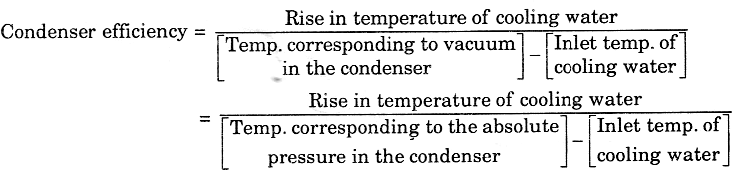 Condenser efficiency = Rise in temperature of cooling water
[Temp. corresponding to vacuum in the condenser] − [Inlet temp. of cooling water]
= Rise in temperature of cooling water
[Temp. corresponding to the absolute pressure in the condenser] − [Inlet temp. of cooling water]